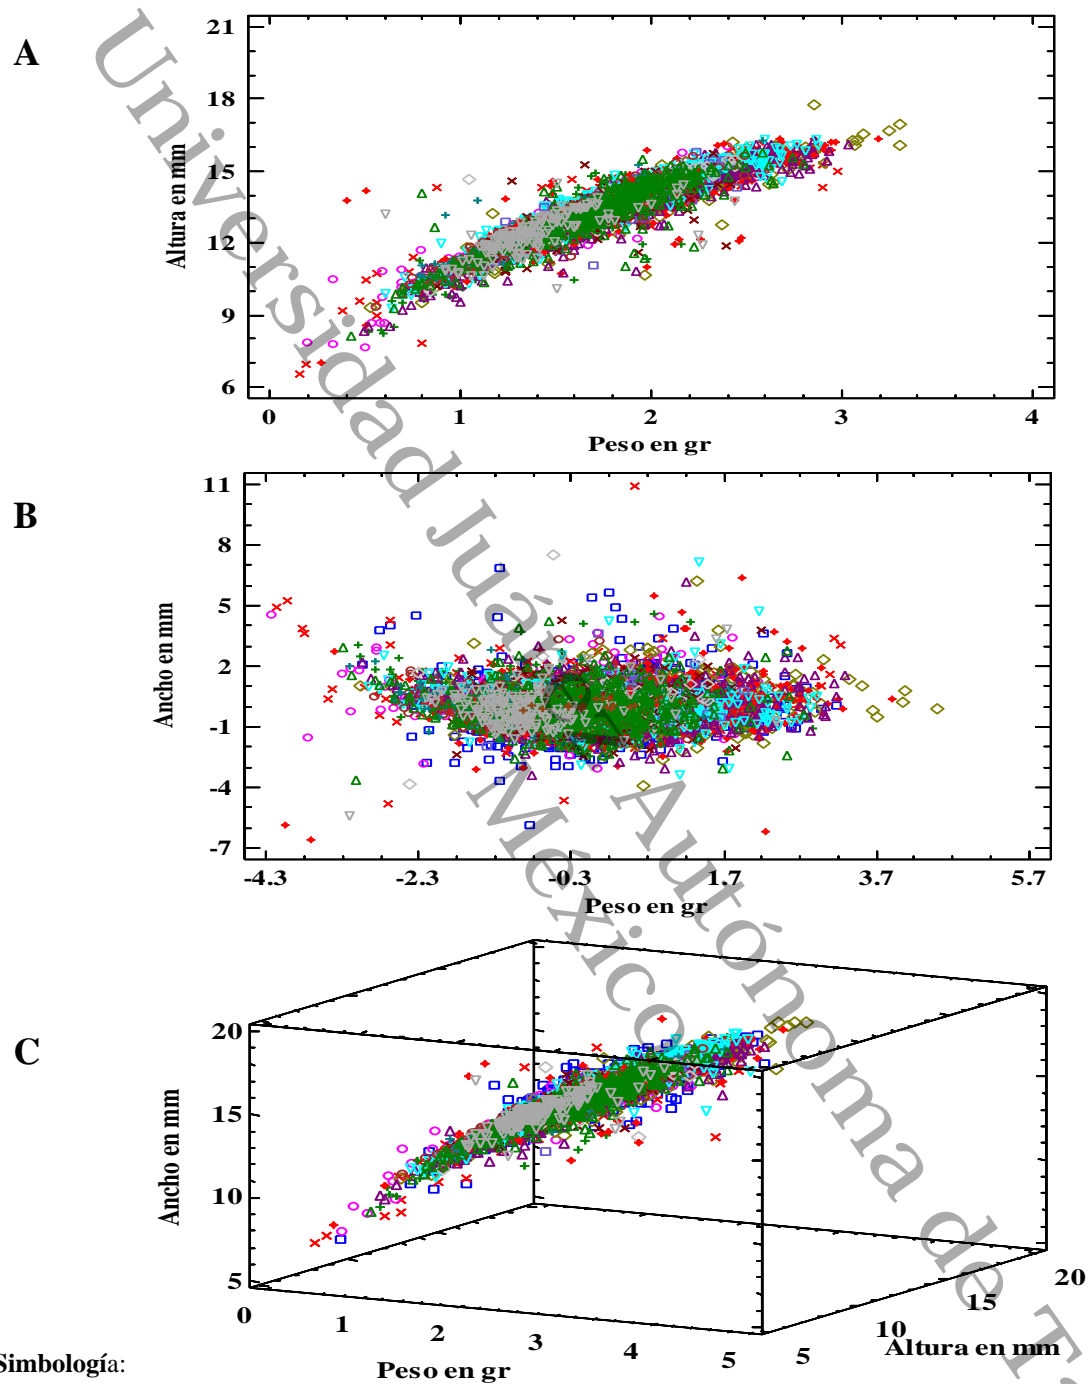 A
21
18
15
12
9
6
Altura en mm
0 1 2 3 4
Peso en gr
B
11
8
5
2
-1
-4
-7
Ancho en mm
-4.3 -2.3 -0.3 1.7 3.7 5.7
Peso en gr
C
20
15
10
5
Ancho en mm
0 1 2 3 4 5
Peso en gr
5 10 15 20
Altura en mm
Simbología:
Universidad Juárez Autónoma de
México